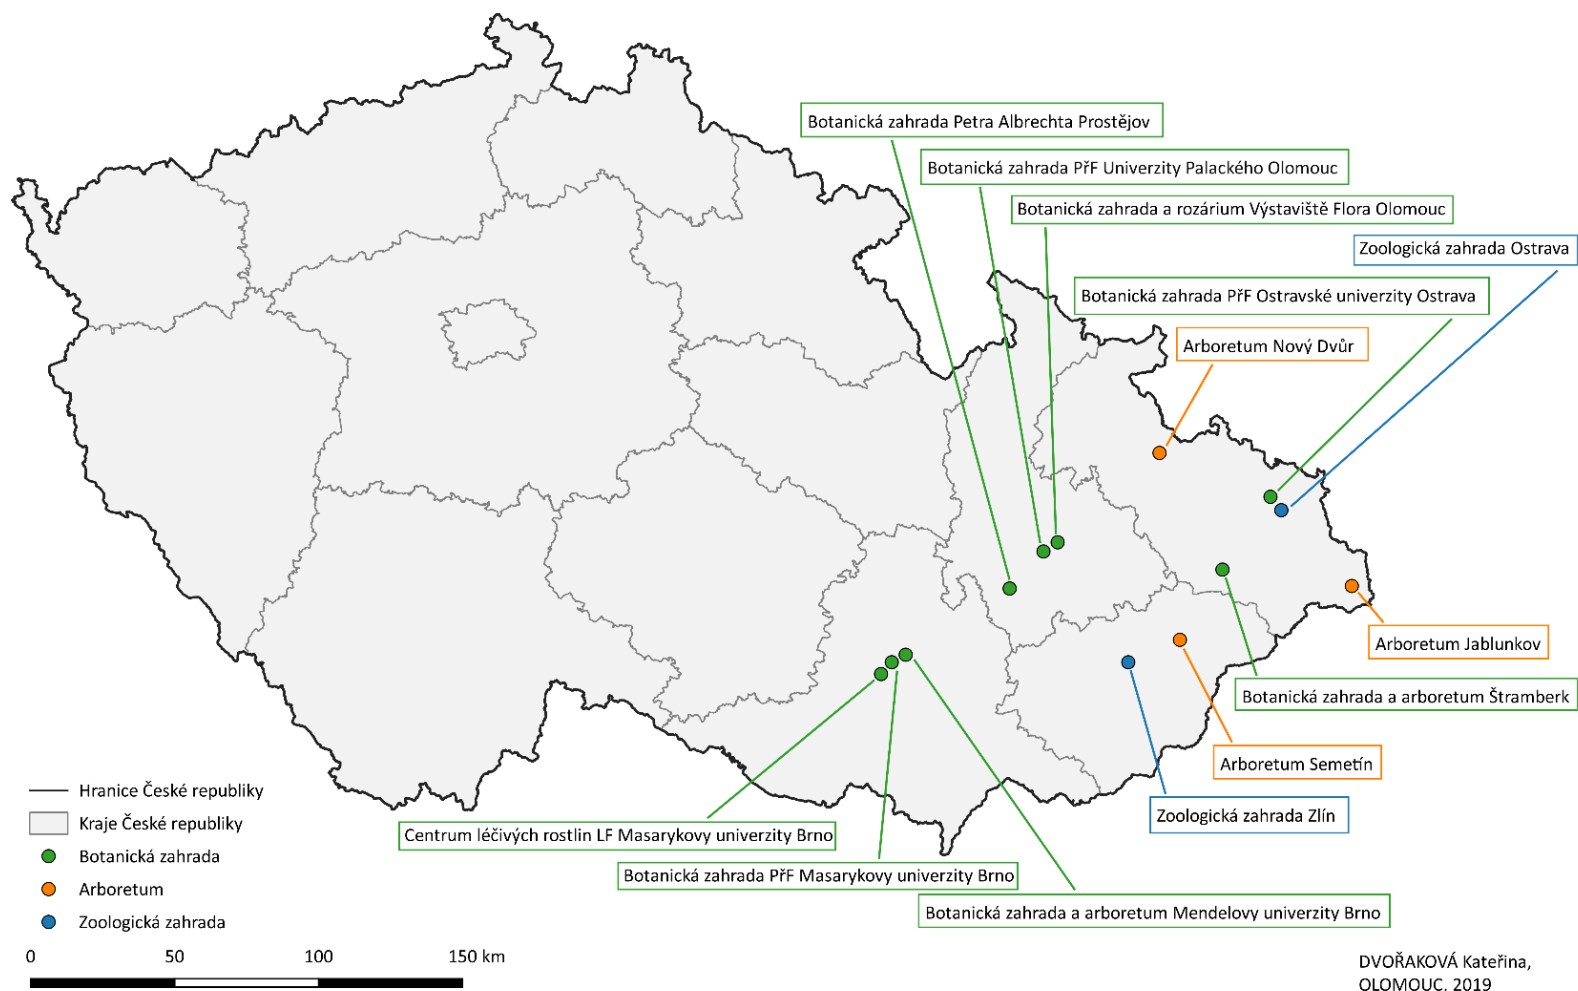 Botanická zahrada Petra Albrechta Prostějov
Botanická zahrada PřF Univerzity Palackého Olomouc
Botanická zahrada a rozárium Výstaviště Flora Olomouc
Zoologická zahrada Ostrava
Botanická zahrada PřF Ostravské univerzity Ostrava
Arboretum Nový Dvůr
Arboretum Jablunkov
Botanická zahrada a arboretum Štramberk
Arboretum Semetín
Zoologická zahrada Zlín
Centrum léčivých rostlin LF Masarykovy univerzity Brno
Botanická zahrada PřF Masarykovy univerzity Brno
Botanická zahrada a arboretum Mendelovy univerzity Brno
Hranice České republiky
Kraje České republiky
Botanická zahrada
Arboretum
Zoologická zahrada
0 50 100 150 km
DVOŘAKOVÁ Kateřina,
OLOMOUC, 2019